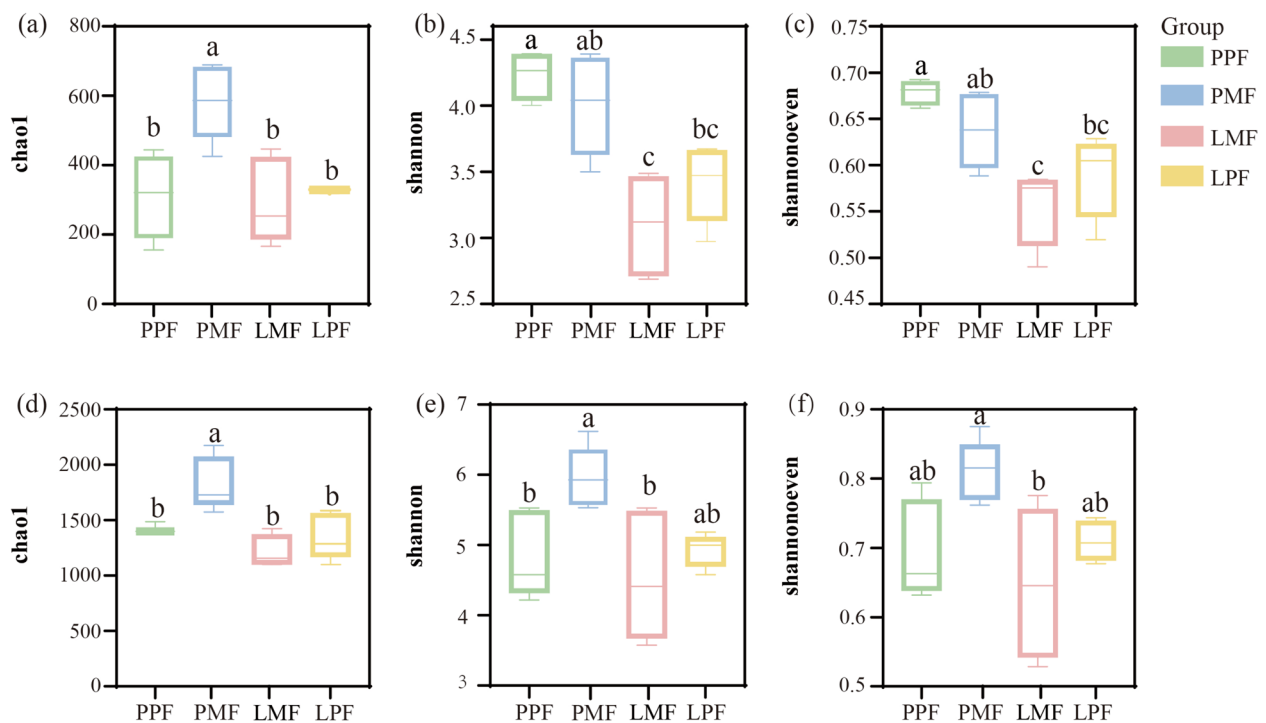 (a)
chao1
800
600
400
200
0
b
a
b
b
PPF PMF LMF LPF
(b)
shannon
4.5
4.0
3.5
3.0
2.5
a
ab
c
bc
PPF PMF LMF LPF
(c)
shannonoeven
0.75
0.70
0.65
0.60
0.55
0.50
0.45
a
ab
c
bc
PPF PMF LMF LPF
Group
PPF
PMF
LMF
LPF
(d)
chao1
2500
2000
1500
1000
500
0
b
a
b
b
PPF PMF LMF LPF
(e)
shannon
7
6
5
4
3
b
a
b
ab
PPF PMF LMF LPF
(f)
shannonoeven
0.9
0.8
0.7
0.6
0.5
ab
a
b
ab
PPF PMF LMF LPF